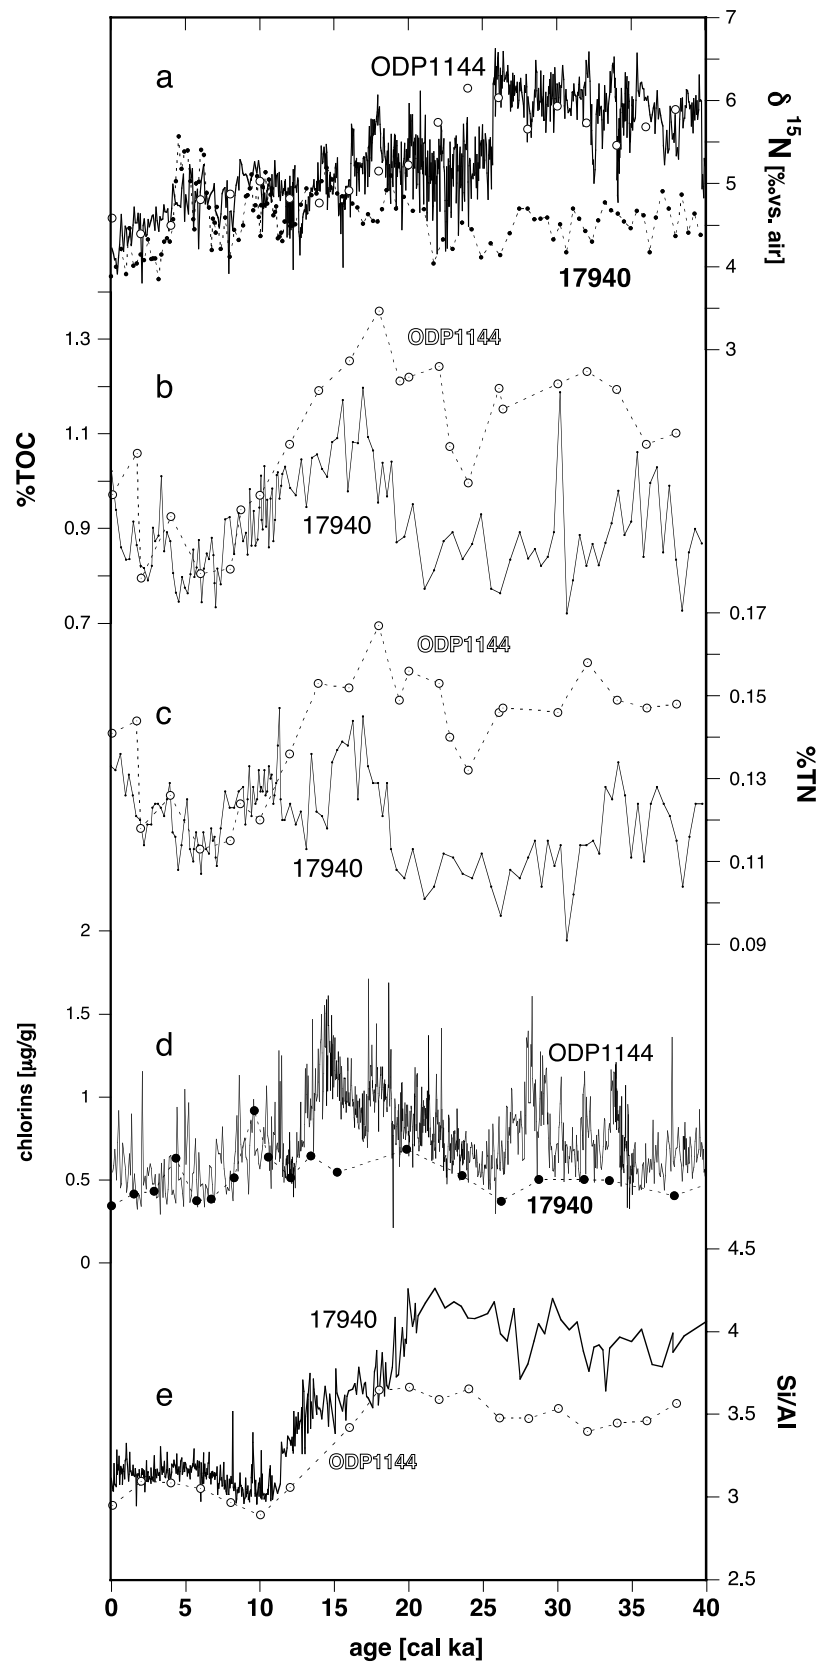 7
a
ODP1144
6
5
4
3
δ 15N [‰vs. air]
17940
1.3
1.1
0.9
0.7
%TOC
b
ODP1144
17940
0.17
0.15
0.13
0.11
0.09
%TN
c
ODP1144
17940
2
1.5
1
0.5
0
chlorins [µg/g]
d
ODP1144
17940
4.5
4
3.5
3
2.5
Si/Al
17940
e
ODP1144
0 5 10 15 20 25 30 35 40
age [cal ka]